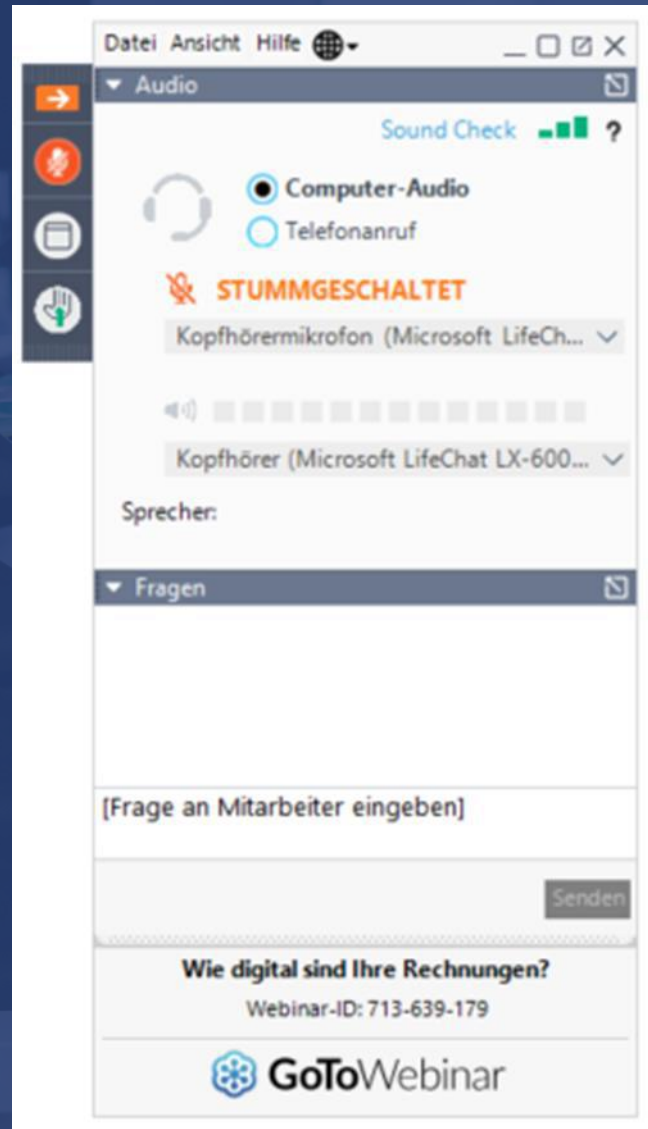 Datei Ansicht Hilfe
Audio
Sound Check ?
Computer-Audio
Telefonanruf
STUMMGESCHALTET
Kopfhörermikrofon (Microsoft LifeCh...
Kopfhörer (Microsoft LifeChat LX-600...
Sprecher:
Fragen
[Frage an Mitarbeiter eingeben]
Senden
Wie digital sind Ihre Rechnungen?
Webinar-ID: 713-639-179
GoToWebinar